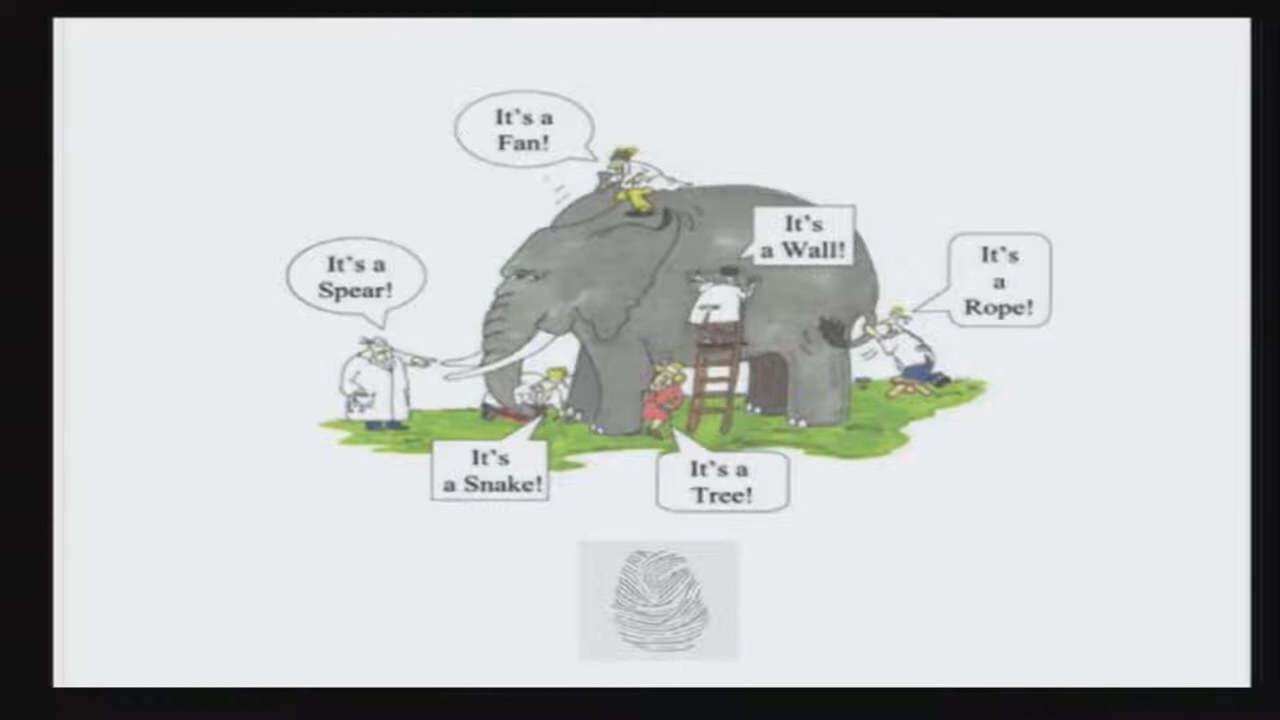 It's a
Fan!
It's
a Wall!
It's a
Spear!
It's
a
Rope!
It's
a Snake!
It's a
Tree!